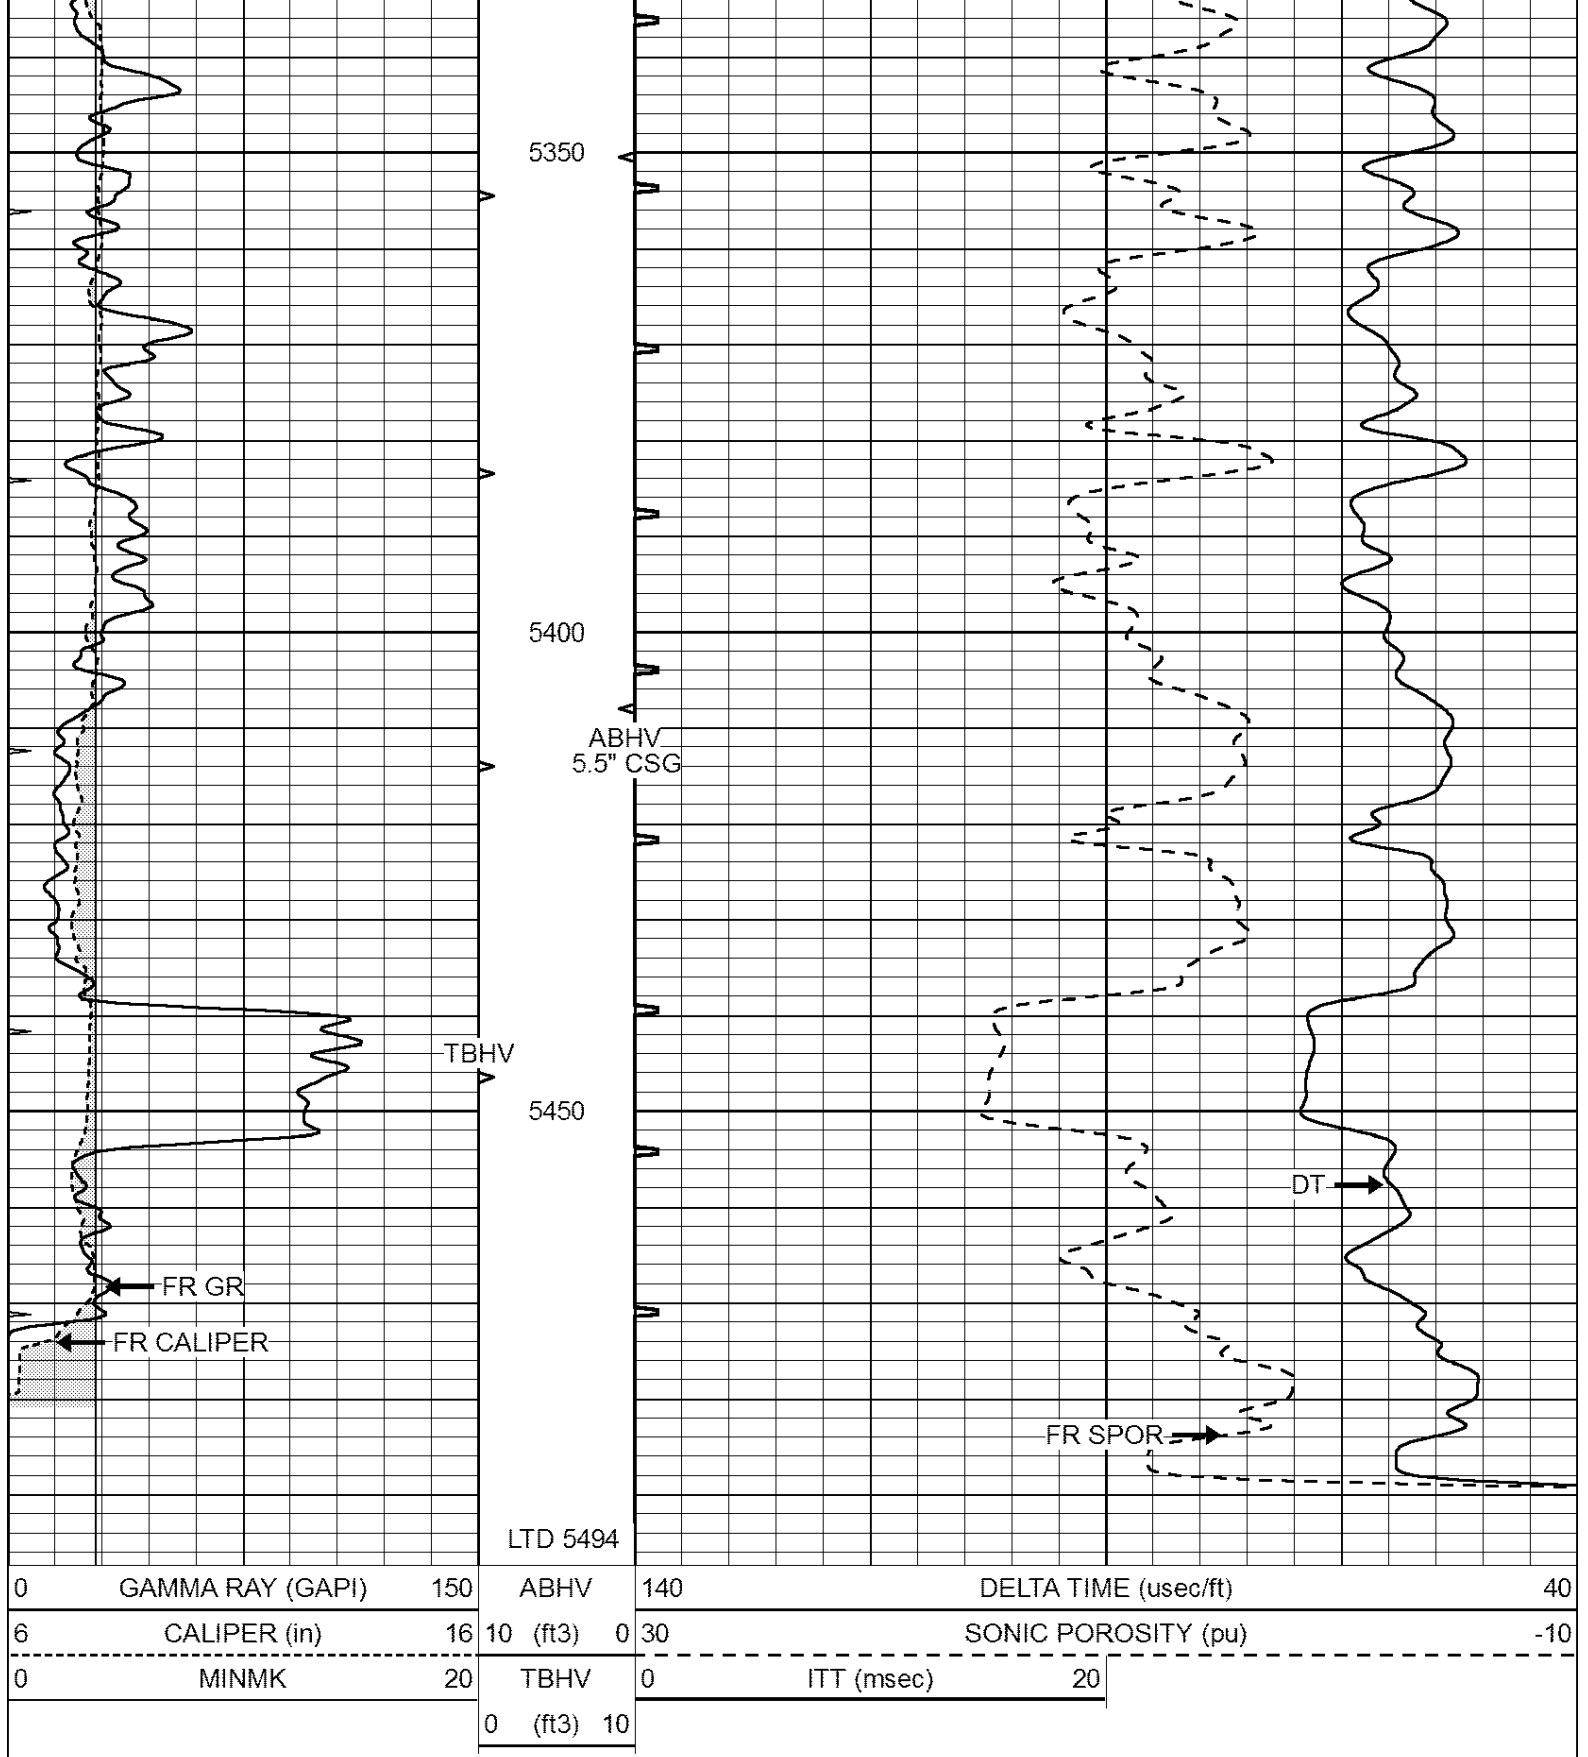 5350
5400
ABHV
5.5" CSG
TBHV
5450
DT
FR GR
FR CALIPER
FR SPOR
LTD 5494
0 GAMMA RAY (GAPI) 150 ABHV 140 DELTA TIME (usec/ft) 40
6 CALIPER (in) 16 10 (ft3) 0 30 SONIC POROSITY (pu) -10
0 MINMK 20 TBHV 0 ITT (msec) 20
0 (ft3) 10